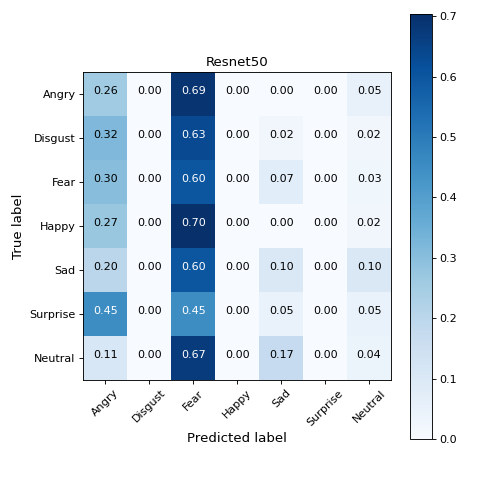 Resnet50
0.7
Angry 0.26 0.00 0.69 0.00 0.00 0.00 0.05
0.6
Disgust 0.32 0.00 0.63 0.00 0.02 0.00 0.02
0.5
Fear 0.30 0.00 0.60 0.00 0.07 0.00 0.03
0.4
Happy 0.27 0.00 0.70 0.00 0.00 0.00 0.02
0.3
Sad 0.20 0.00 0.60 0.00 0.10 0.00 0.10
0.2
Surprise 0.45 0.00 0.45 0.00 0.05 0.00 0.05
Neutral 0.11 0.00 0.67 0.00 0.17 0.00 0.04
0.1
0.0
True label
Angry Disgust Fear Happy Sad Surprise Neutral
Predicted label